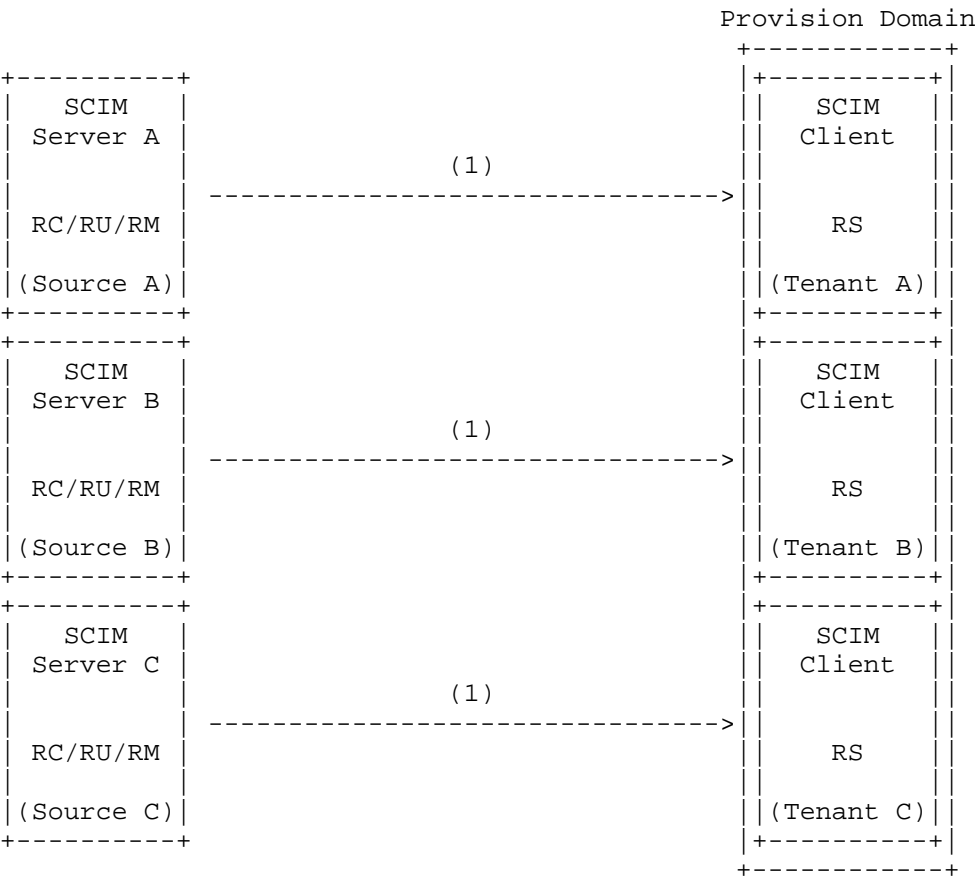 Provision Domain
SCIM SCIM
Server A Client
(1)
------------------------------->
RC/RU/RM RS
(Source A) (Tenant A)
SCIM SCIM
Server B Client
(1)
------------------------------->
RC/RU/RM RS
(Source B) (Tenant B)
SCIM SCIM
Server C Client
(1)
------------------------------->
RC/RU/RM RS
(Source C) (Tenant C)